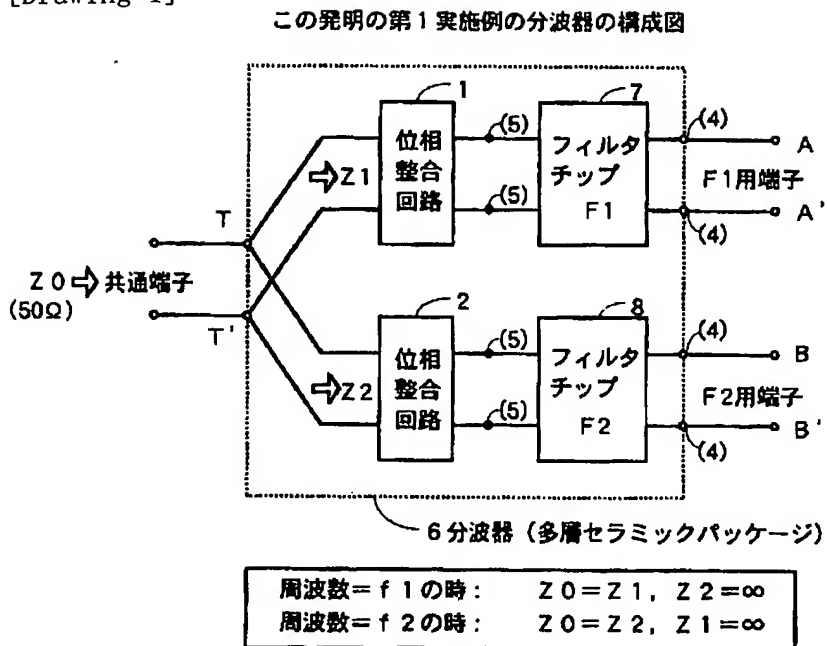 [Drawing 1]
この発明の第1実施例の分波器の構成図
1
7
位相
整合
回路
(5)
(5)
フィルタ
チップ
F1
(4)
(4)
A
F1用端子
A'
⇨Z1
T
Z0⇨共通端子
(50Ω)
T'
2
8
位相
整合
回路
(5)
(5)
フィルタ
チップ
F2
(4)
(4)
B
F2用端子
B'
⇨Z2
6分波器(多層セラミックパッケージ)
周波数=f1の時: Z0=Z1, Z2=∞
周波数=f2の時: Z0=Z2, Z1=∞